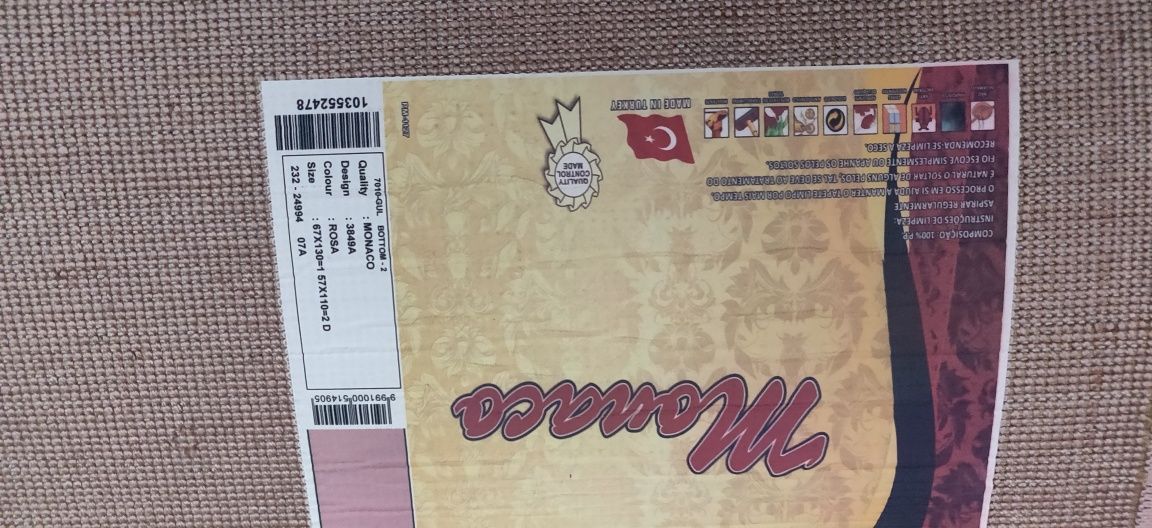 Monaco
COMPOSIÇÃO: 100% P.P
INSTRUÇÕES DE LIMPEZA:
ASPIRAR REGULARMENTE
O PROCESSO EM SI AJUDA A MANTER O TAPETE LIMPO POR MAIS TEMPO.
É NATURAL O SOLTAR DE ALGUNS PELOS, TAL SE DEVE AO TRATAMENTO DO
FIO ESCOVE SIMPLESMENTE OU APANHE OS PELOS SOLTOS.
RECOMENDA SE LIMPEZA A SECO.
MADE IN TURKEY
QUALITY
CONTROL
MADE
103552478
7010-GUL BOTTOM - 2
Quality : MONACO
Design : 3849A
Colour : ROSA
Size : 67X130=1 57X110=2 D
232 - 24994 07A
9 991000 514905